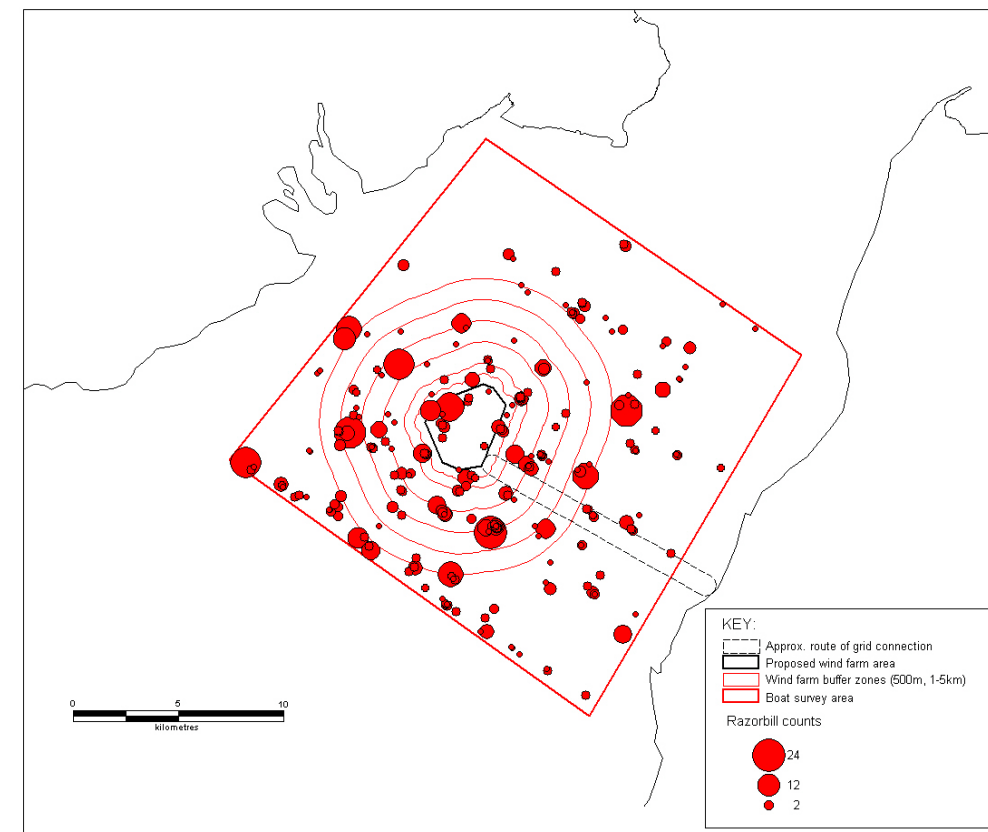 0 5 10
kilometres
KEY:
Approx. route of grid connection
Proposed wind farm area
Wind farm buffer zones (500m, 1-5km)
Boat survey area
Razorbill counts
24
12
2